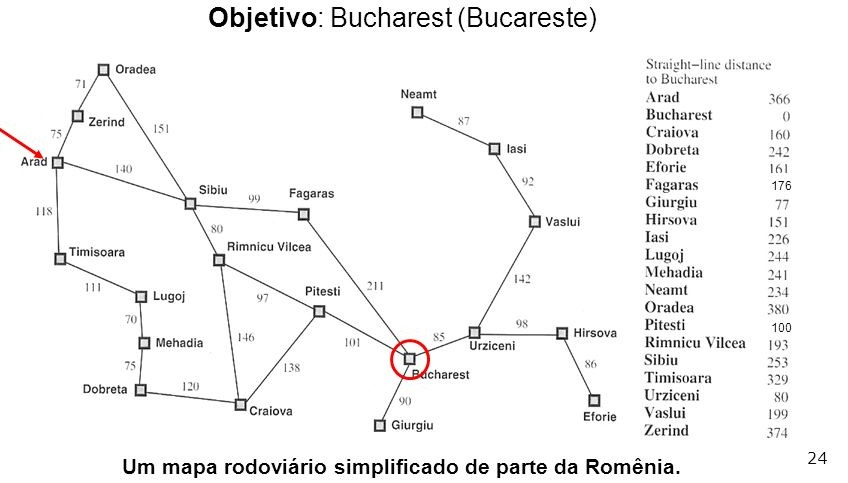 Objetivo: Bucharest (Bucareste)
Oradea
71
Neamt
Zerind
87
151
75
Iasi
Arad
140
Sibiu
92
99
Fagaras
118
80
Vaslui
Rimnicu Vilcea
Timisoara
142
111
211
Lugoj
Pitesti
97
70
98
Hirsova
146
101
85
Mehadia
Urziceni
75
138
86
Bucharest
120
Dobreta
90
Craiova
Eforie
Giurgiu
Straight-line distance
to Bucharest
Arad 366
Bucharest 0
Craiova 160
Dobreta 242
Eforie 161
Fagaras 176
Giurgiu 77
Hirsova 151
Iasi 226
Lugoj 244
Mehadia 241
Neamt 234
Oradea 380
Pitesti 100
Rimnicu Vilcea 193
Sibiu 253
Timisoara 329
Urziceni 80
Vaslui 199
Zerind 374
Um mapa rodoviário simplificado de parte da Romênia.
24